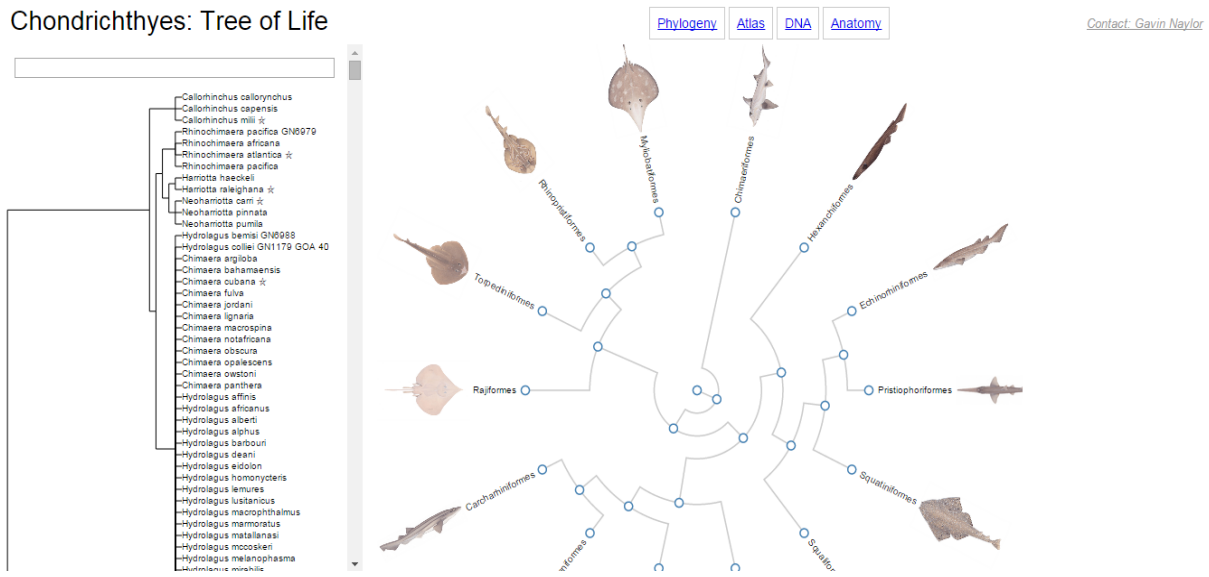 Chondrichthyes: Tree of Life
Phylogeny
Atlas
DNA
Anatomy
Contact: Gavin Naylor
Callorhinchus callorynchus
Callorhinchus capensis
Callorhinchus milii ☆
Rhinochimaera pacifica GN6979
Rhinochimaera africana
Rhinochimaera atlantica ☆
Rhinochimaera pacifica
Harriotta haeckeli
Harriotta raleighana ☆
Neoharriotta carri ☆
Neoharriotta pinnata
Neoharriotta pumila
Hydrolagus bemisi GN6988
Hydrolagus colliei GN1179 GOA 40
Chimaera argiloba
Chimaera bahamaensis
Chimaera cubana ☆
Chimaera fulva
Chimaera jordani
Chimaera lignaria
Chimaera macrospina
Chimaera notafricana
Chimaera obscura
Chimaera opalescens
Chimaera owstoni
Chimaera panthera
Hydrolagus affinis
Hydrolagus africanus
Hydrolagus alberti
Hydrolagus alphus
Hydrolagus barbouri
Hydrolagus deani
Hydrolagus eidolon
Hydrolagus homonycteris
Hydrolagus lemures
Hydrolagus lusitanicus
Hydrolagus macrophthalmus
Hydrolagus marmoratus
Hydrolagus matallanasi
Hydrolagus mccoskeri
Hydrolagus melanophasma
Hydrolagus mirabilis
Myliobatiformes
Chimaeriformes
Rhinopristiformes
Hexanchiformes
Torpediniformes
Echinorhiniformes
Rajiformes
Pristiophoriformes
Carcharhiniformes
Squatiniformes